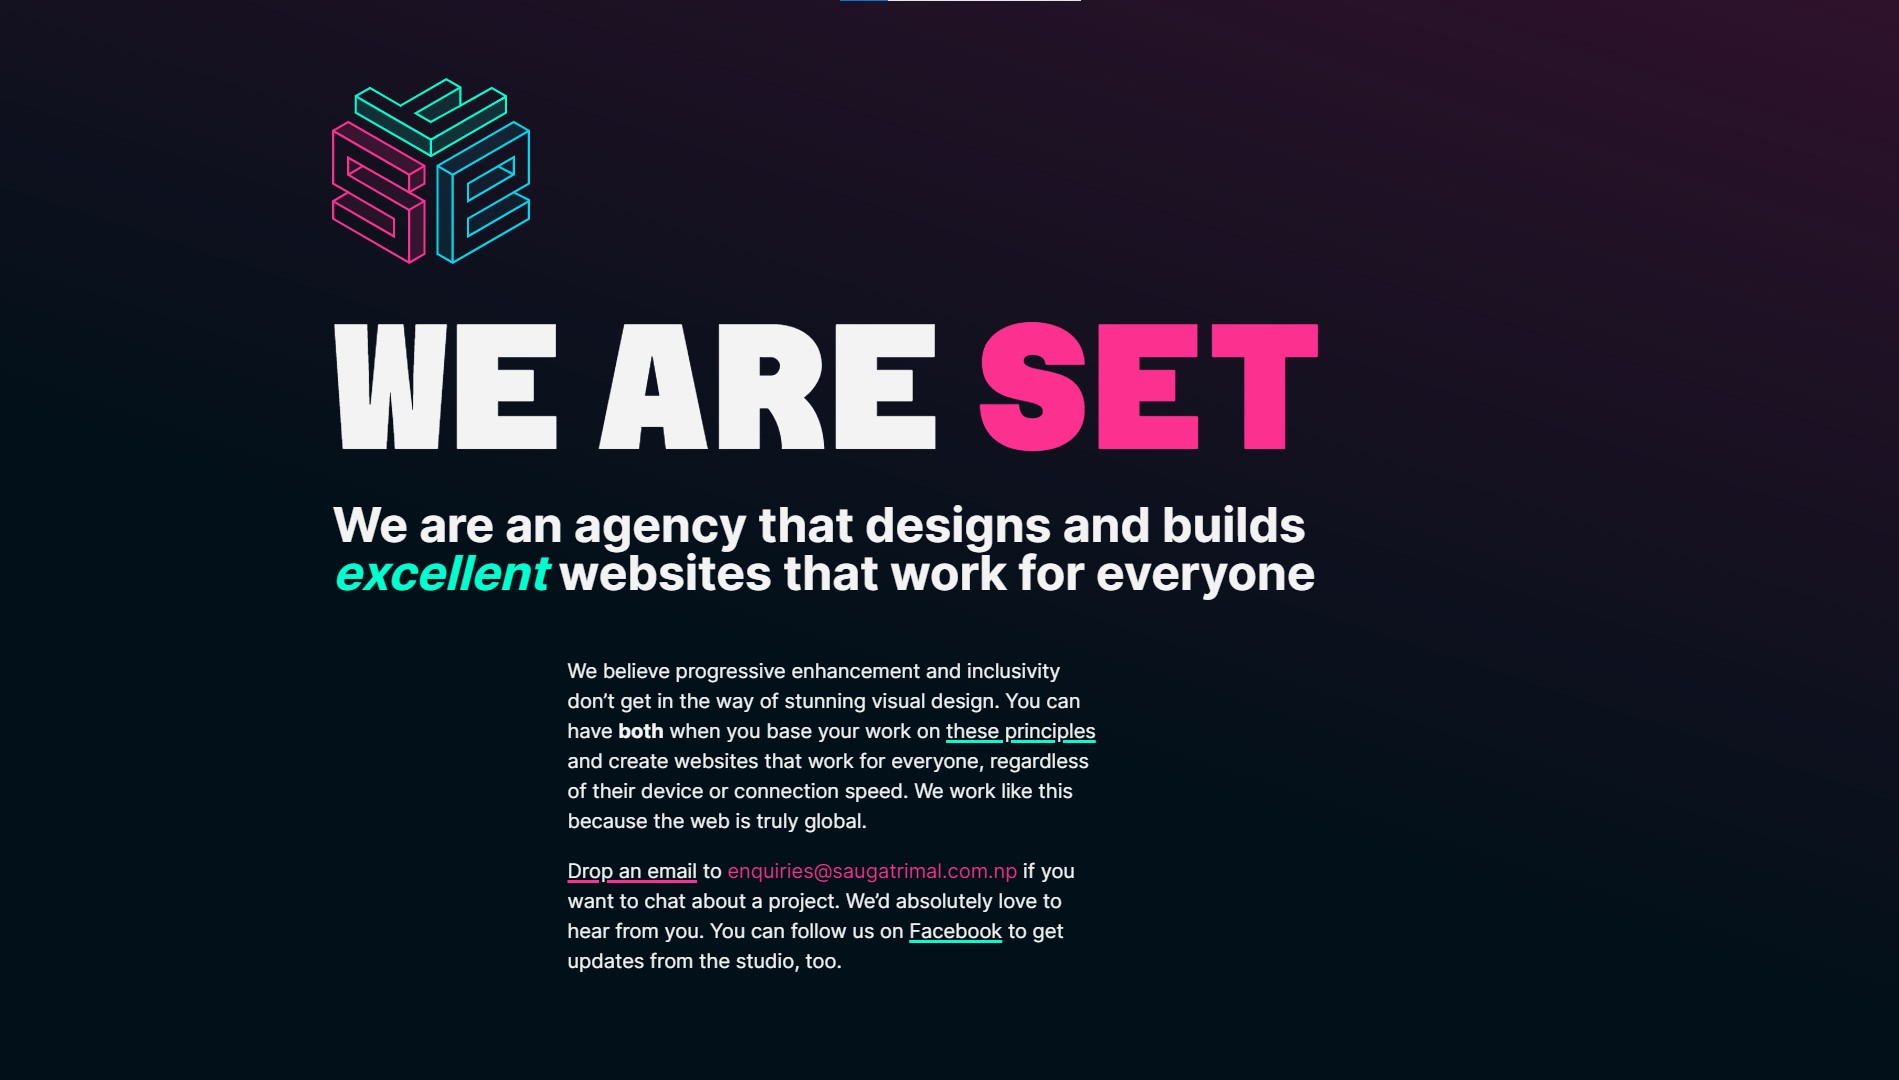 WE ARE SET
We are an agency that designs and builds
excellent websites that work for everyone
We believe progressive enhancement and inclusivity
don’t get in the way of stunning visual design. You can
have both when you base your work on these principles
and create websites that work for everyone, regardless
of their device or connection speed. We work like this
because the web is truly global.
Drop an email to enquiries@saugatrimal.com.np if you
want to chat about a project. We’d absolutely love to
hear from you. You can follow us on Facebook to get
updates from the studio, too.